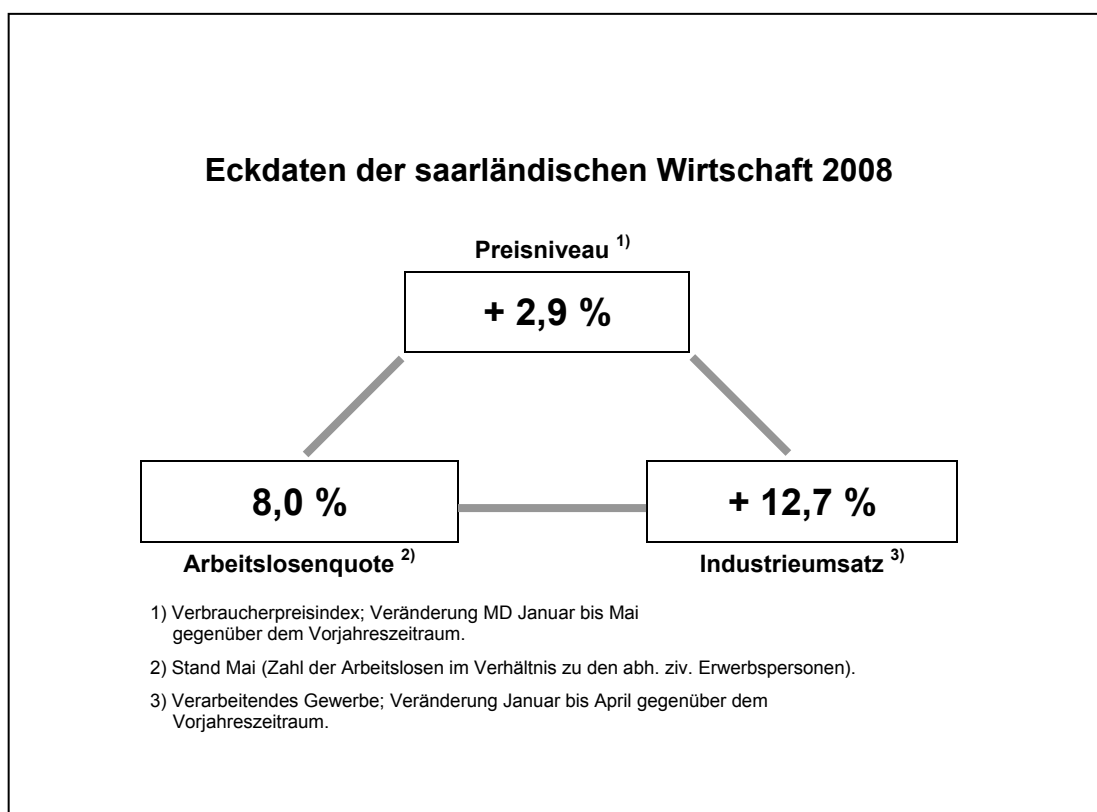 Eckdaten der saarländischen Wirtschaft 2008
Preisniveau 1)
+ 2,9 %
8,0 %
+ 12,7 %
Arbeitslosenquote 2)
Industrieumsatz 3)
1) Verbraucherpreisindex; Veränderung MD Januar bis Mai
gegenüber dem Vorjahreszeitraum.
2) Stand Mai (Zahl der Arbeitslosen im Verhältnis zu den abh. ziv. Erwerbspersonen).
3) Verarbeitendes Gewerbe; Veränderung Januar bis April gegenüber dem
Vorjahreszeitraum.